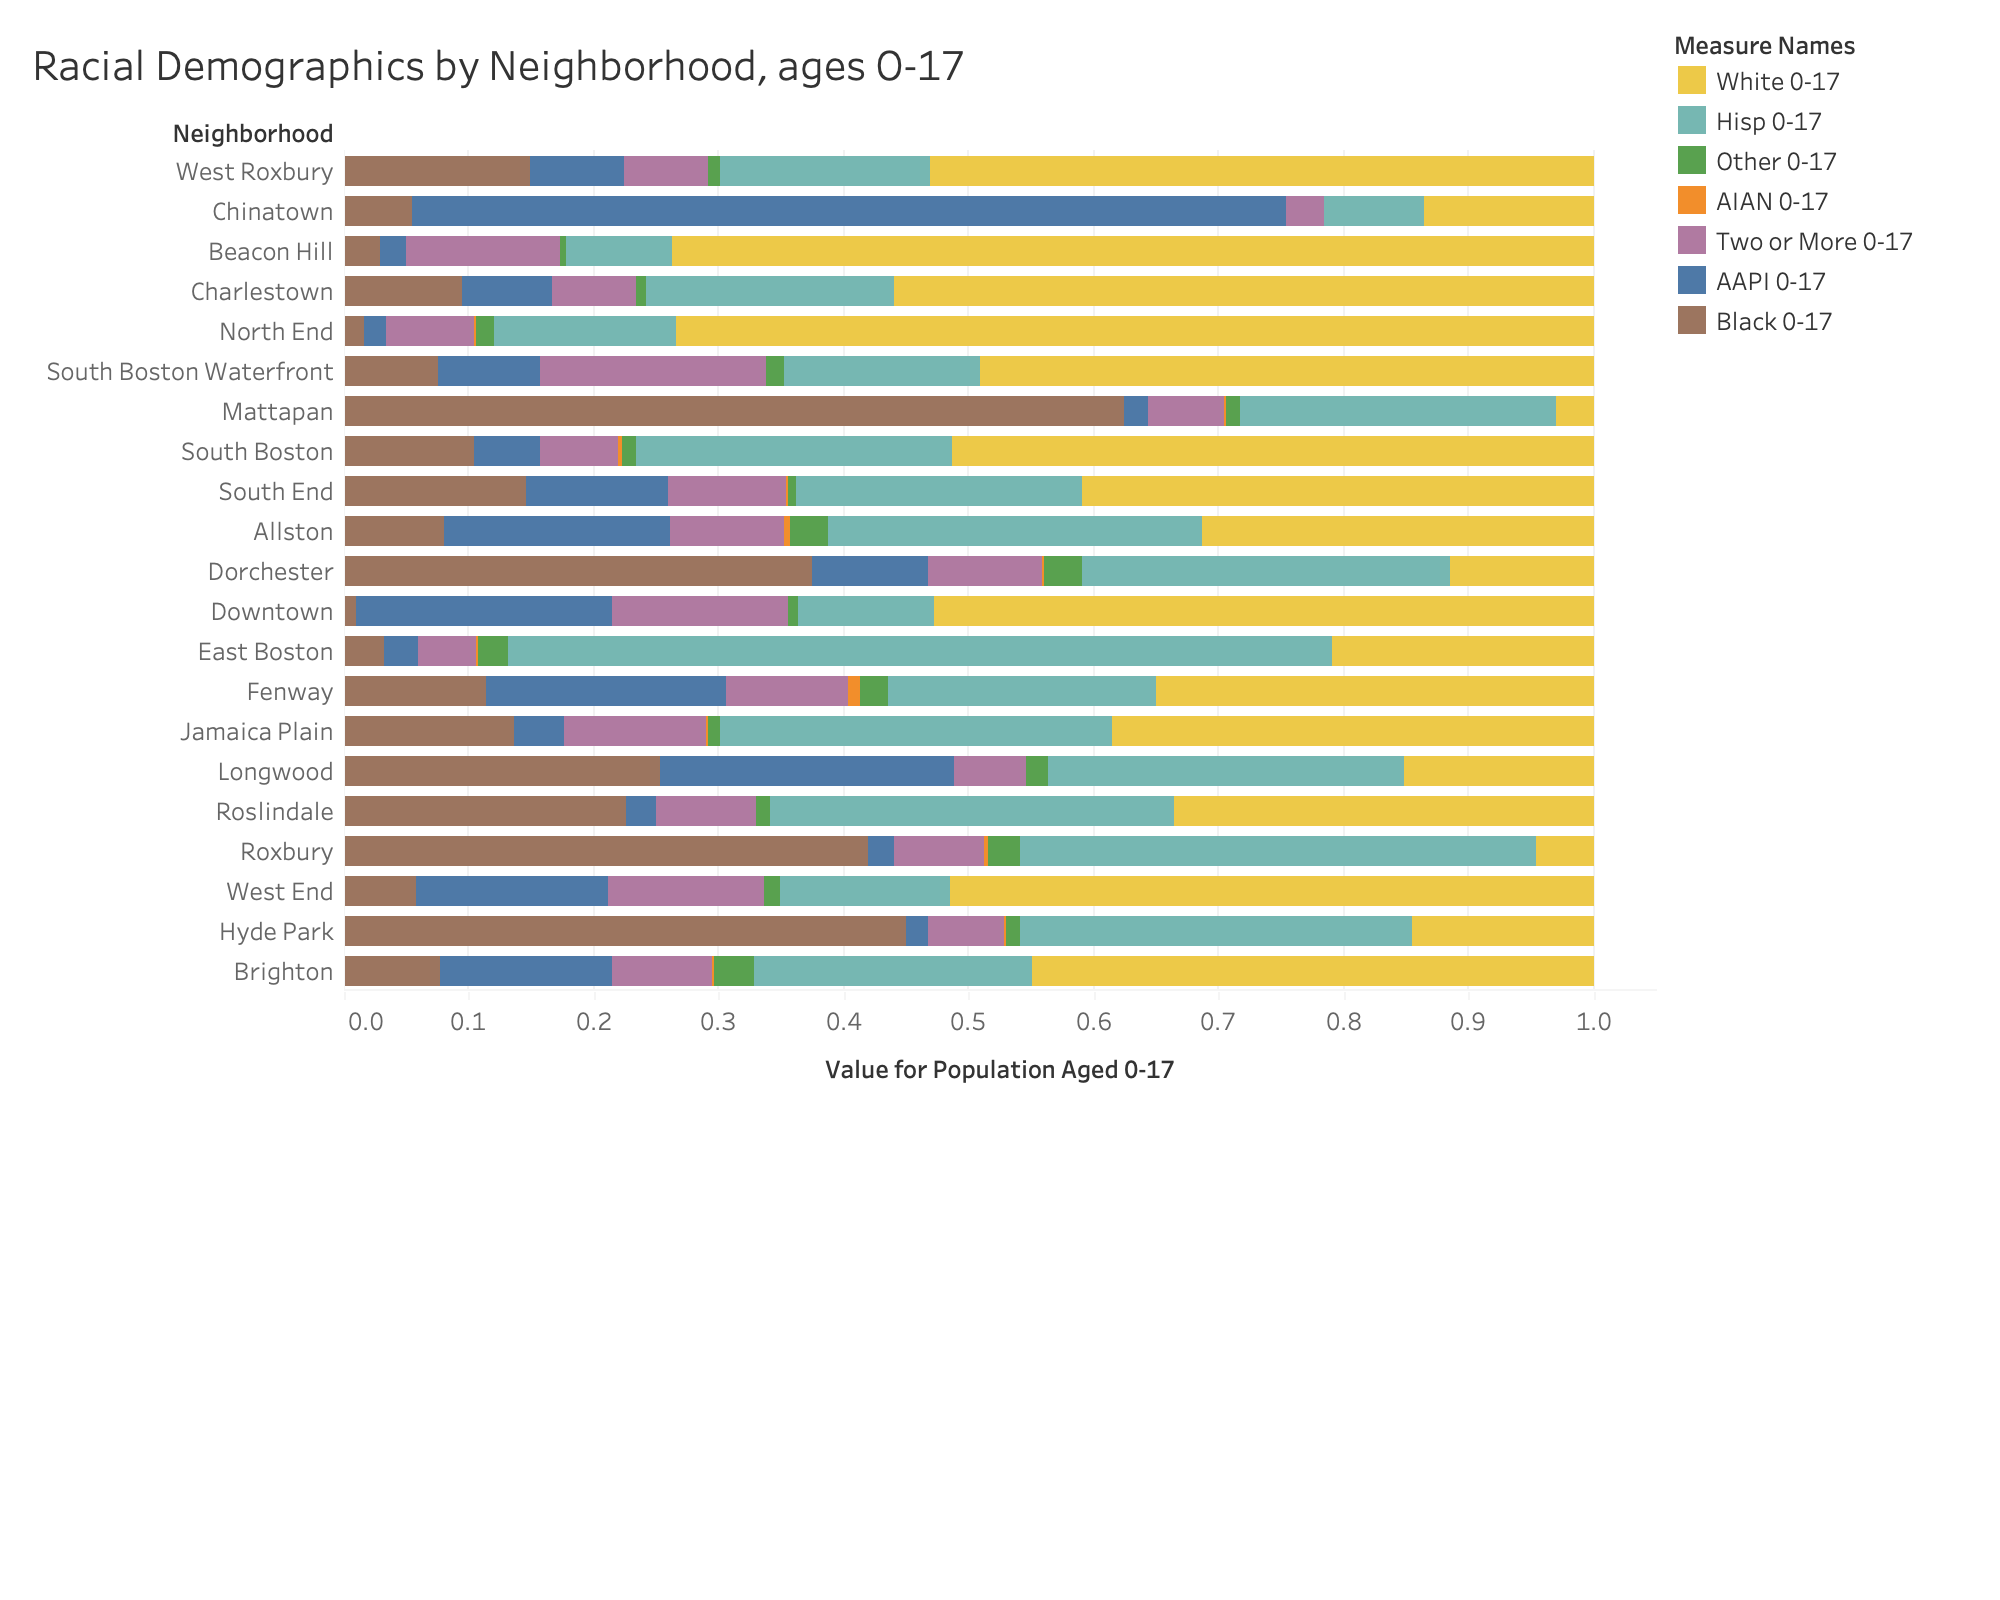 Racial Demographics by Neighborhood, ages 0-17
Neighborhood
West Roxbury
Chinatown
Beacon Hill
Charlestown
North End
South Boston Waterfront
Mattapan
South Boston
South End
Allston
Dorchester
Downtown
East Boston
Fenway
Jamaica Plain
Longwood
Roslindale
Roxbury
West End
Hyde Park
Brighton
0.0 0.1 0.2 0.3 0.4 0.5 0.6 0.7 0.8 0.9 1.0
Value for Population Aged 0-17
Measure Names
White 0-17
Hisp 0-17
Other 0-17
AIAN 0-17
Two or More 0-17
AAPI 0-17
Black 0-17